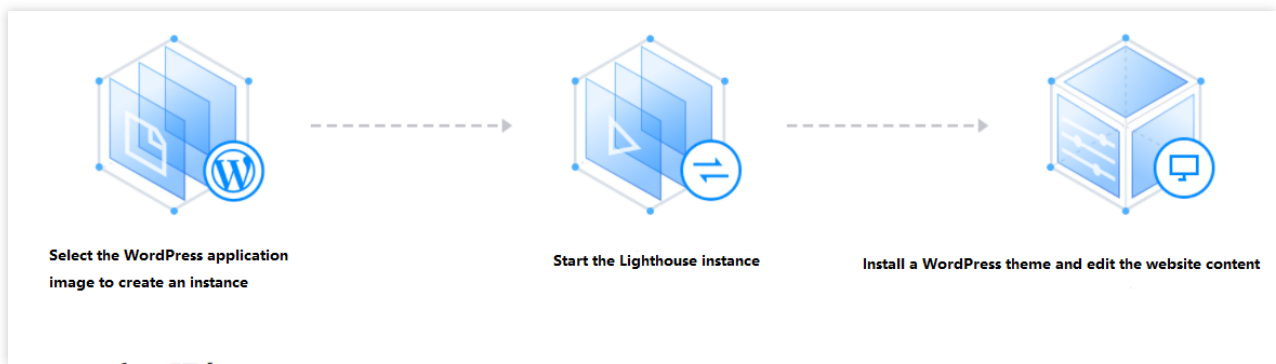 Select the WordPress application
image to create an instance
Start the Lighthouse instance
Install a WordPress theme and edit the website content